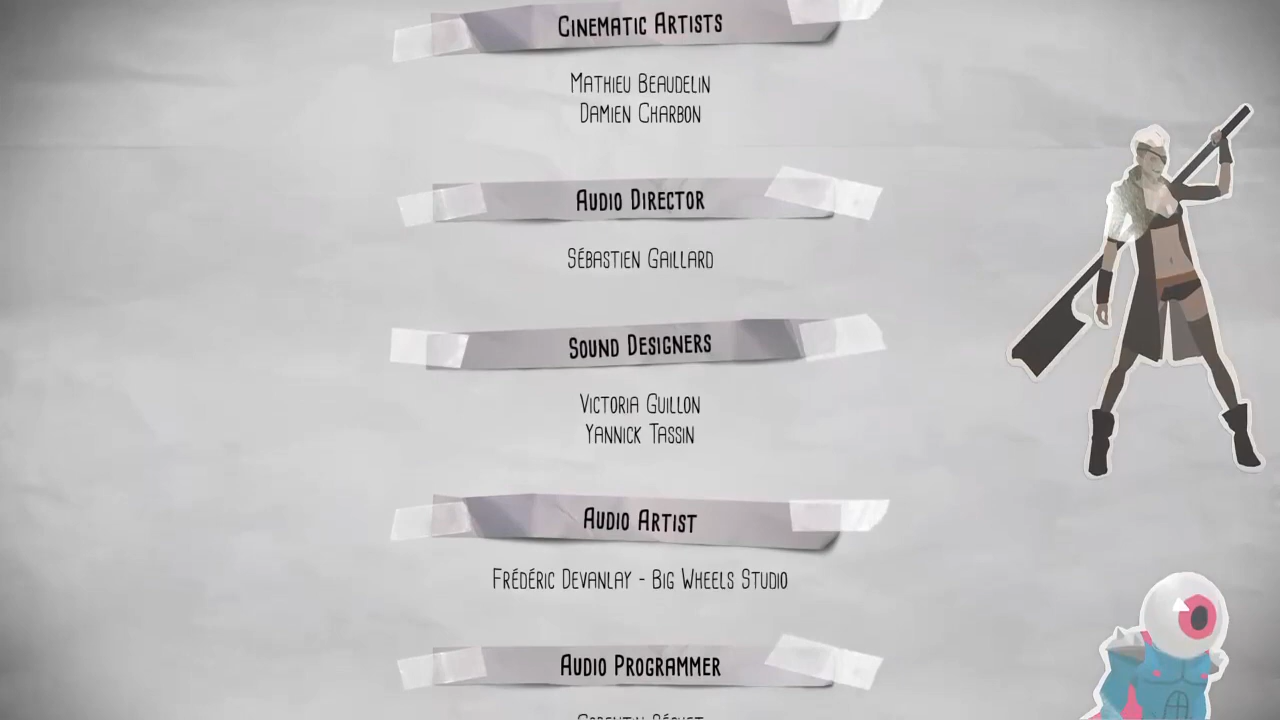 Cinematic Artists
Mathieu Beaudelin
Damien Charbon
Audio Director
Sébastien Gaillard
Sound Designers
Victoria Guillon
Yannick Tassin
Audio Artist
Frédéric Devanlay - Big Wheels Studio
Audio Programmer